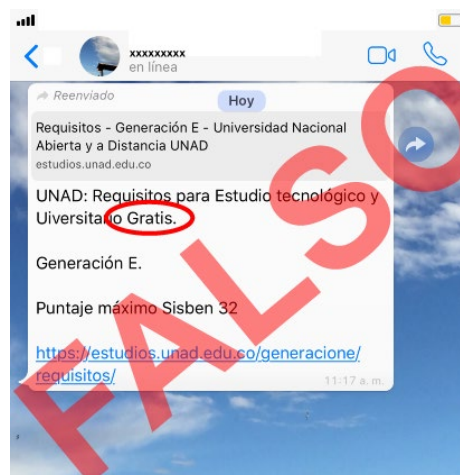 xxxxxxxxx
en línea
Reenviado
Hoy
Requisitos - Generación E - Universidad Nacional
Abierta y a Distancia UNAD
estudios.unad.edu.co
UNAD: Requisitos para Estudio tecnológico y
Uiversitario Gratis.
Generación E.
Puntaje máximo Sisben 32
https://estudios.unad.edu.co/generacione/
requisitos/
11:17 a. m.
FALSO